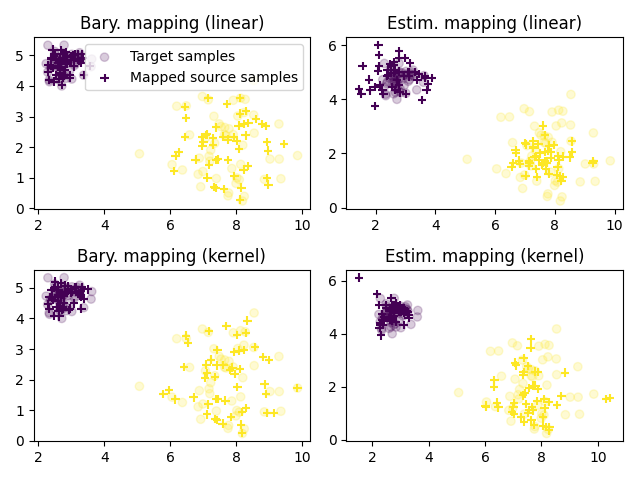 Bary. mapping (linear)
5
4
3
2
1
0
2 4 6 8 10
Target samples
Mapped source samples
Estim. mapping (linear)
6
4
2
0
2 4 6 8 10
Bary. mapping (kernel)
5
4
3
2
1
0
2 4 6 8 10
Estim. mapping (kernel)
6
4
2
0
2 4 6 8 10